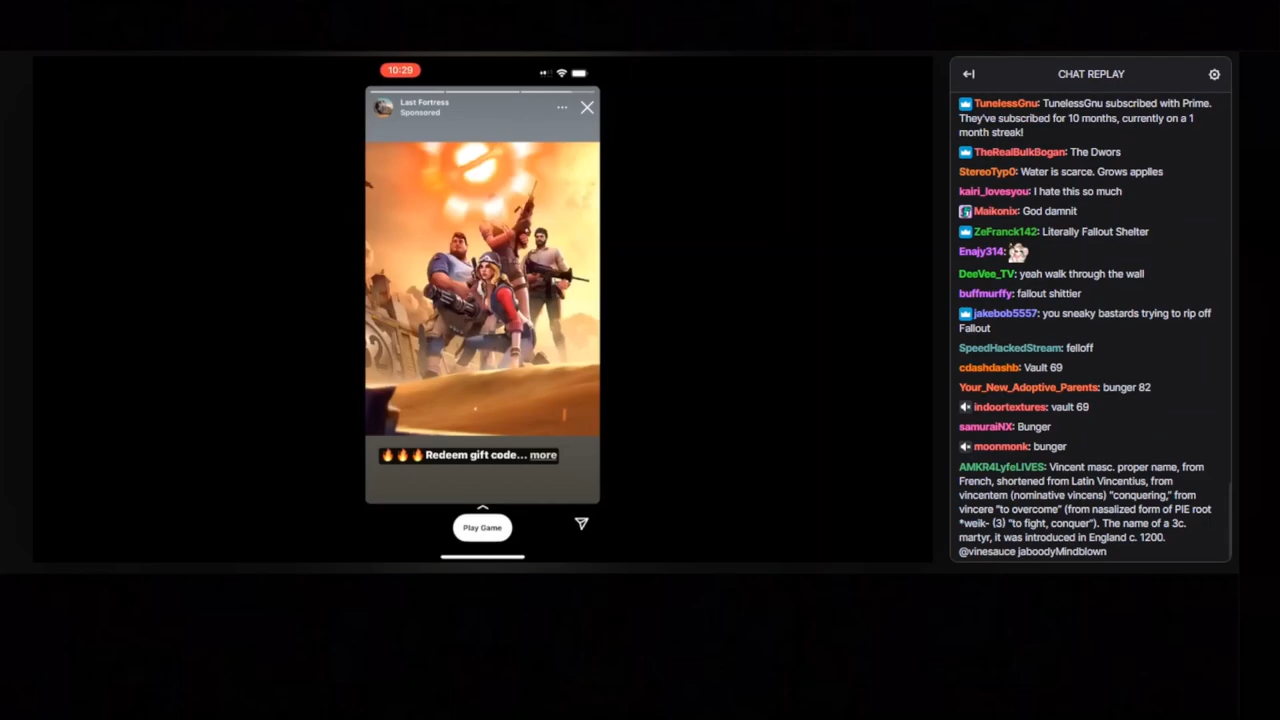 10:29
Last Fortress
Sponsored
🔥🔥🔥Redeem gift code... more
Play Game
CHAT REPLAY
TunelessGnu: TunelessGnu subscribed with Prime.
They've subscribed for 10 months, currently on a 1
month streak!
TheRealBulkBogan: The Dwors
StereoTyp0: Water is scarce. Grows applles
kairi_lovesyou: I hate this so much
Maikonix: God damnit
ZeFranck142: Literally Fallout Shelter
Enajy314:
DeeVee_TV: yeah walk through the wall
buffmurffy: fallout shittier
jakebob5557: you sneaky bastards trying to rip off
Fallout
SpeedHackedStream: felloff
cdashdashb: Vault 69
Your_New_Adoptive_Parents: bunger 82
indoortextures: vault 69
samuraiNX: Bunger
moonmonk: bunger
AMKR4LyfeLIVES: Vincent masc. proper name, from
French, shortened from Latin Vincentius, from
vincentem (nominative vincens) "conquering," from
vincere "to overcome" (from nasalized form of PIE root
*weik- (3) "to fight, conquer"). The name of a 3c.
martyr, it was introduced in England c. 1200.
@vinesauce jaboodyMindblown